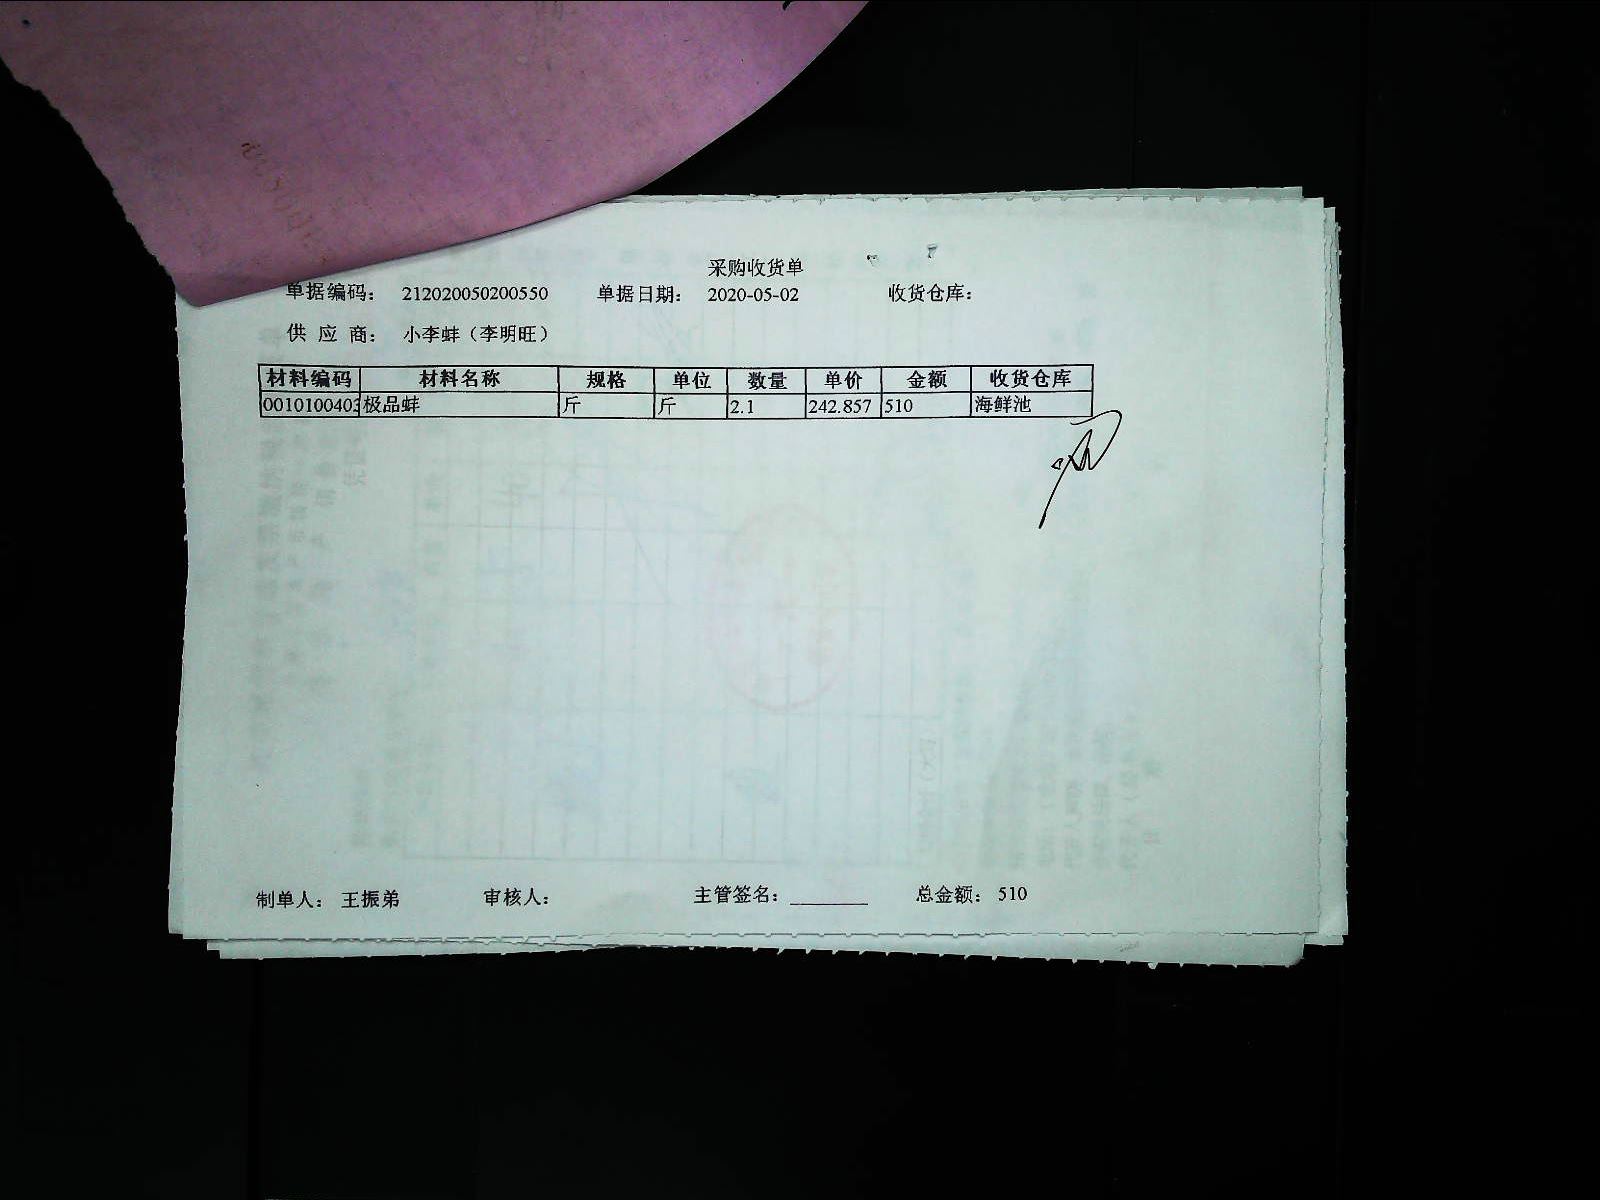 采购收货单
单据编码： 212020050200550 单据日期： 2020-05-02 收货仓库：
供 应 商： 小李蚌（李明旺）
材料编码 材料名称 规格 单位 数量 单价 金额 收货仓库
0010100403 极品蚌 斤 斤 2.1 242.857 510 海鲜池
制单人： 王振弟 审核人： 主管签名：________ 总金额： 510